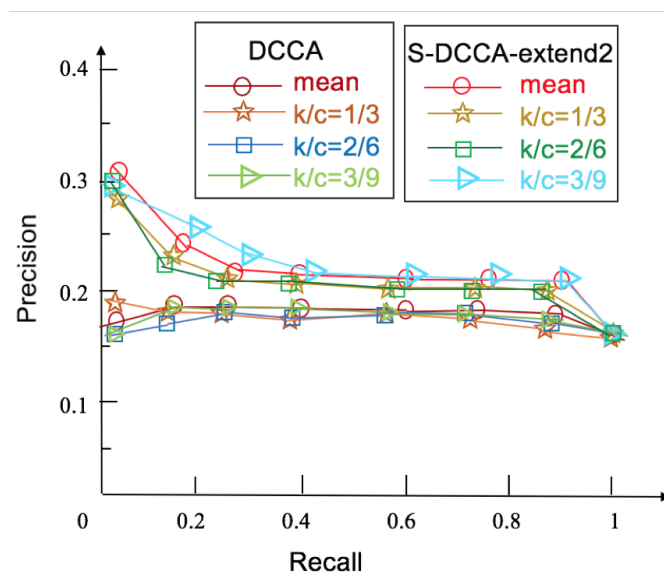 DCCA
mean
k/c=1/3
k/c=2/6
k/c=3/9
S-DCCA-extend2
mean
k/c=1/3
k/c=2/6
k/c=3/9
0.4
0.3
0.2
0.1
Precision
0 0.2 0.4 0.6 0.8 1
Recall